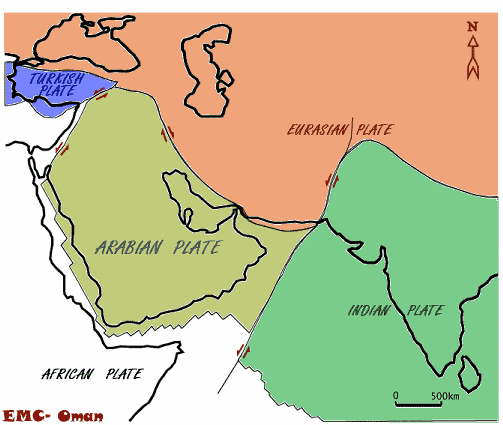 N
TURKISH
PLATE
EURASIAN PLATE
ARABIAN PLATE
INDIAN PLATE
AFRICAN PLATE
0 500km
EMC- Oman